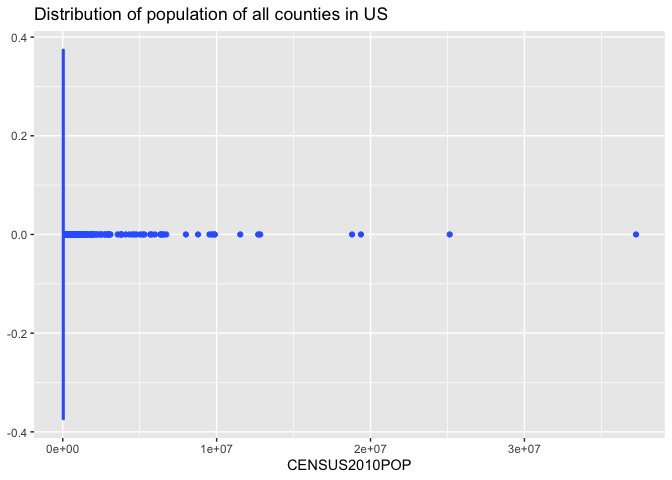 Distribution of population of all counties in US
0.4
0.2
0.0
-0.2
-0.4
0e+00 1e+07 2e+07 3e+07
CENSUS2010POP